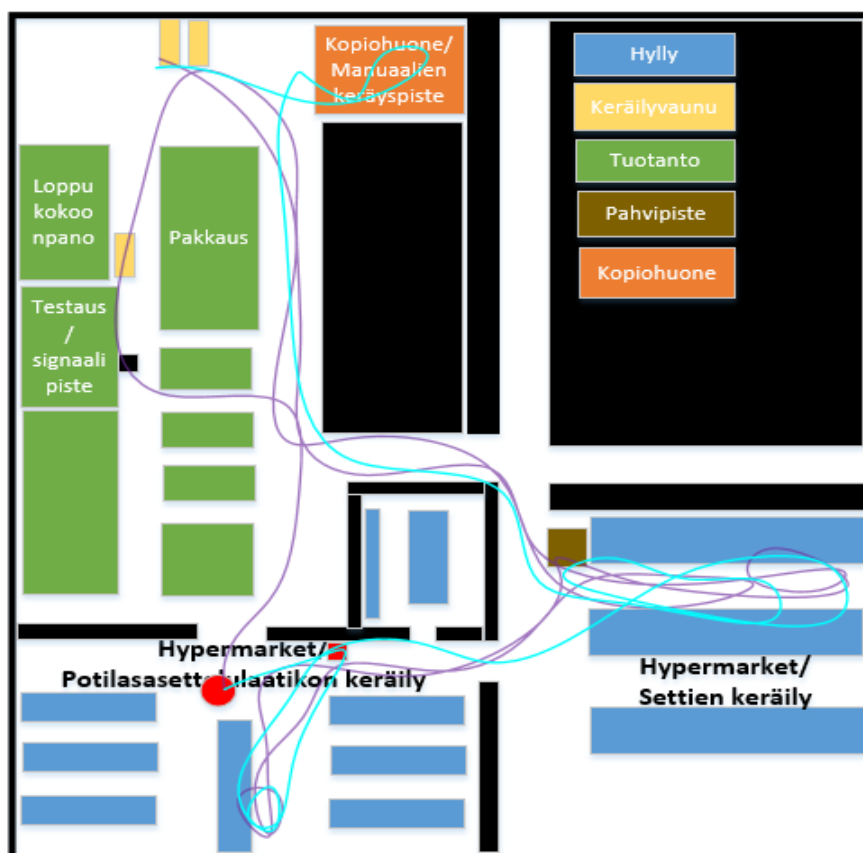 Kopiohuone/
Manuaalien
keräyspiste
Hylly
Keräilyvaunu
Tuotanto
Pahvipiste
Kopiohuone
Loppu
kokoo
npano
Pakkaus
Testaus
/
signaali
piste
Hypermarket/
Potilasasettelulaatikon keräily
Hypermarket/
Settien keräily